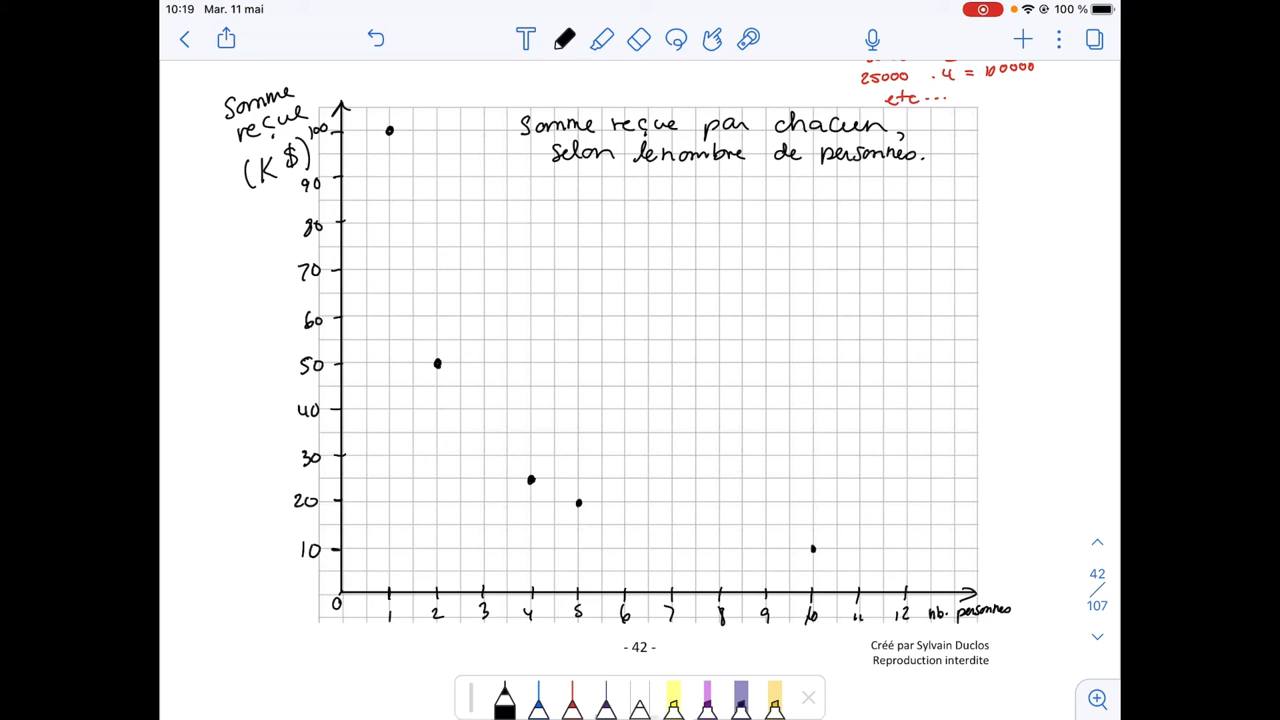 10:19 Mar. 11 mai
100 %
25000 . 4 = 100000
etc...
Somme
reçue
(K $)
Somme reçue par chacun,
selon le nombre de personnes.
100
90
80
70
60
50
40
30
20
10
0 1 2 3 4 5 6 7 8 9 10 11 12 nb. personnes
42
107
- 42 -
Créé par Sylvain Duclos
Reproduction interdite